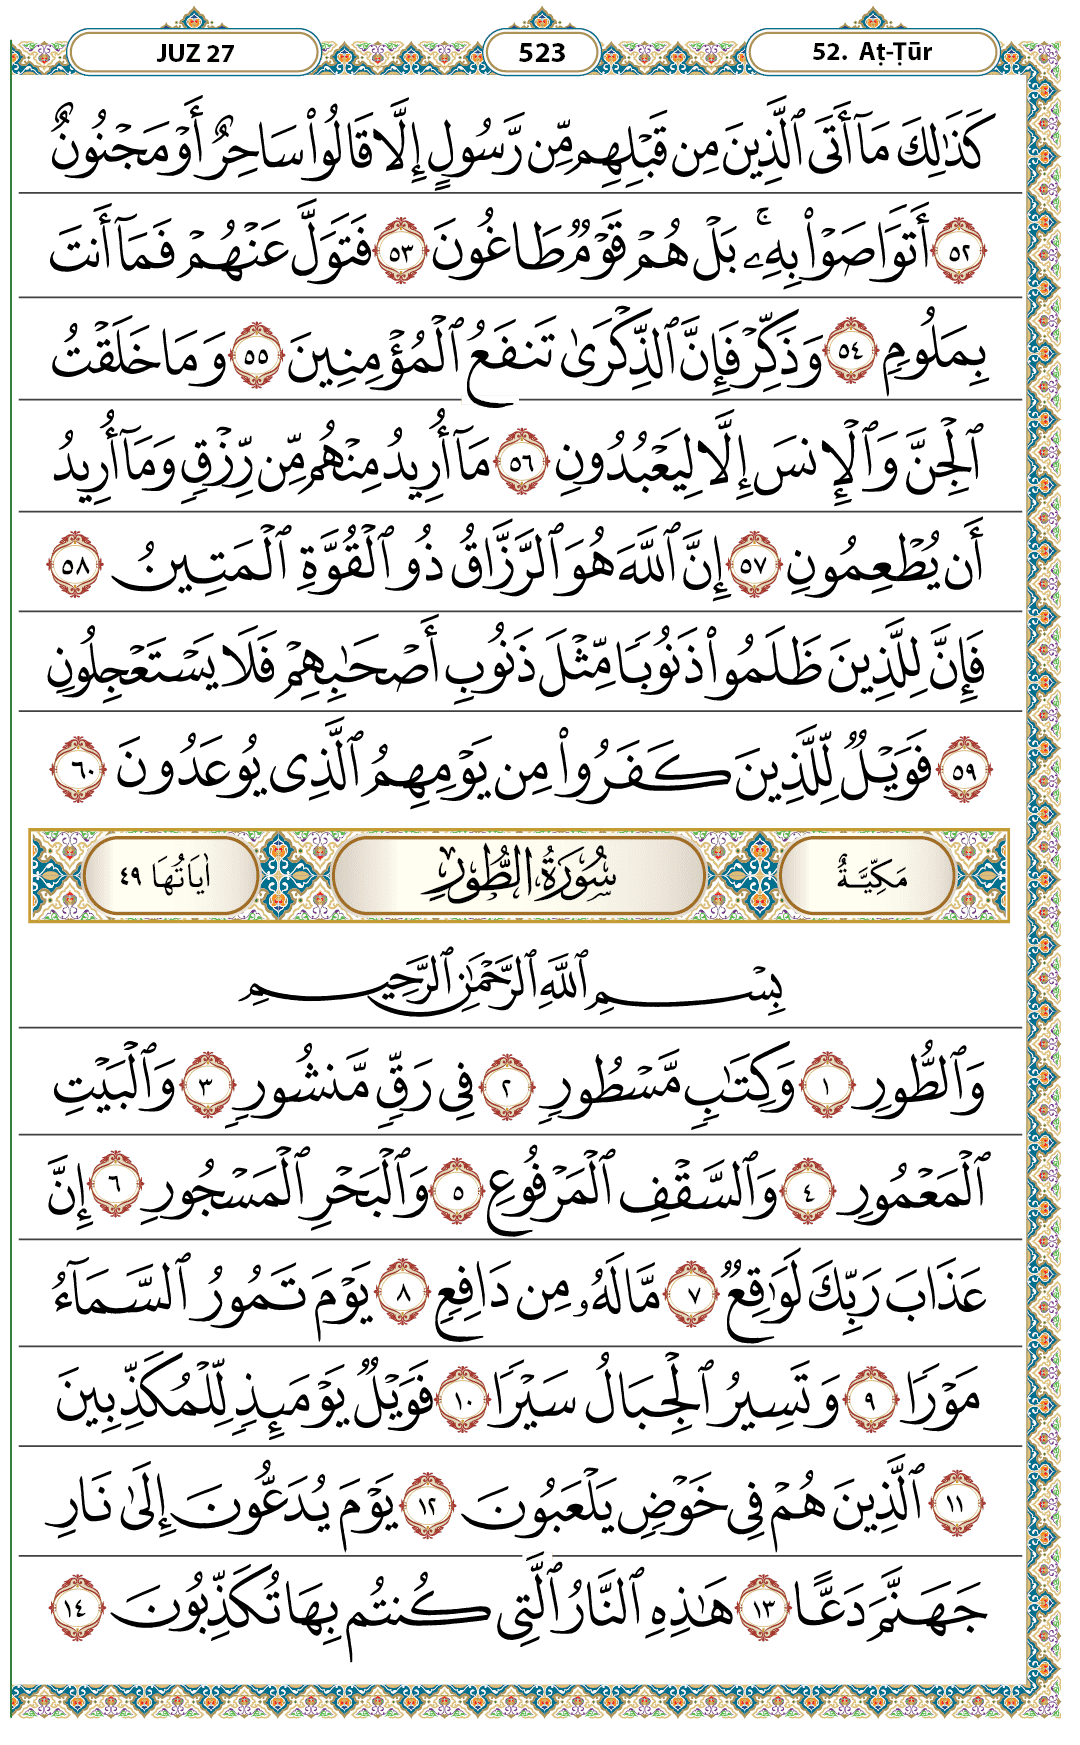 JUZ 27 523 52. Aṭ-Ṭūr
كَذَٰلِكَ مَآ أَتَى ٱلَّذِينَ مِن قَبْلِهِم مِّن رَّسُولٍ إِلَّا قَالُوا۟ سَاحِرٌ أَوْ مَجْنُونٌ
٥٢ أَتَوَاصَوْا۟ بِهِۦ ۚ بَلْ هُمْ قَوْمٌ طَاغُونَ ٥٣ فَتَوَلَّ عَنْهُمْ فَمَآ أَنتَ
بِمَلُومٍ ٥٤ وَذَكِّرْ فَإِنَّ ٱلذِّكْرَىٰ تَنفَعُ ٱلْمُؤْمِنِينَ ٥٥ وَمَا خَلَقْتُ
ٱلْجِنَّ وَٱلْإِنسَ إِلَّا لِيَعْبُدُونِ ٥٦ مَآ أُرِيدُ مِنْهُم مِّن رِّزْقٍ وَمَآ أُرِيدُ
أَن يُطْعِمُونِ ٥٧ إِنَّ ٱللَّهَ هُوَ ٱلرَّزَّاقُ ذُو ٱلْقُوَّةِ ٱلْمَتِينُ ٥٨
فَإِنَّ لِلَّذِينَ ظَلَمُوا۟ ذَنُوبًا مِّثْلَ ذَنُوبِ أَصْحَٰبِهِمْ فَلَا يَسْتَعْجِلُونِ
٥٩ فَوَيْلٌ لِّلَّذِينَ كَفَرُوا۟ مِن يَوْمِهِمُ ٱلَّذِى يُوعَدُونَ ٦٠
مَكِّيَّةٌ سُورَةُ الطُّورِ اٰيَاتُهَا ٤٩
بِسْمِ ٱللَّهِ ٱلرَّحْمَٰنِ ٱلرَّحِيمِ
وَٱلطُّورِ ١ وَكِتَٰبٍ مَّسْطُورٍ ٢ فِى رَقٍّ مَّنشُورٍ ٣ وَٱلْبَيْتِ
ٱلْمَعْمُورِ ٤ وَٱلسَّقْفِ ٱلْمَرْفُوعِ ٥ وَٱلْبَحْرِ ٱلْمَسْجُورِ ٦ إِنَّ
عَذَابَ رَبِّكَ لَوَٰقِعٌ ٧ مَّا لَهُۥ مِن دَافِعٍ ٨ يَوْمَ تَمُورُ ٱلسَّمَآءُ
مَوْرًا ٩ وَتَسِيرُ ٱلْجِبَالُ سَيْرًا ١٠ فَوَيْلٌ يَوْمَئِذٍ لِّلْمُكَذِّبِينَ
١١ ٱلَّذِينَ هُمْ فِى خَوْضٍ يَلْعَبُونَ ١٢ يَوْمَ يُدَعُّونَ إِلَىٰ نَارِ
جَهَنَّمَ دَعًّا ١٣ هَٰذِهِ ٱلنَّارُ ٱلَّتِى كُنتُم بِهَا تُكَذِّبُونَ ١٤